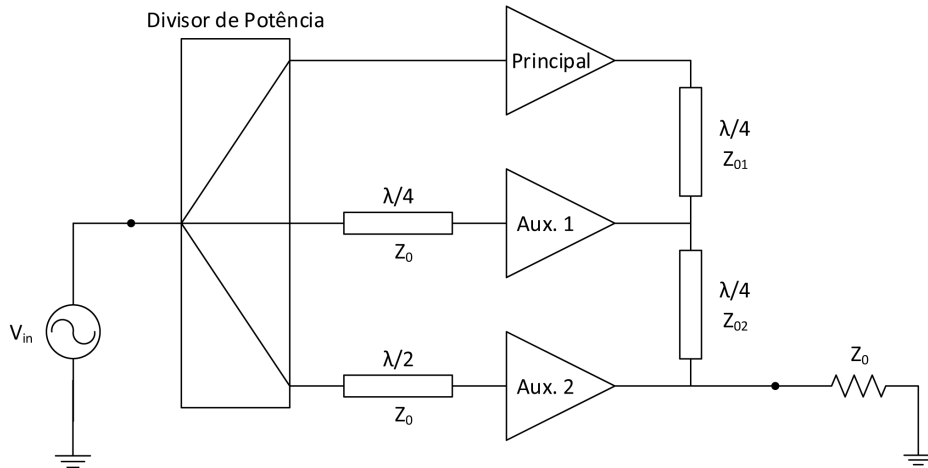 Divisor de Potência
Principal
λ/4
Z₀₁
λ/4
Aux. 1
Z₀
λ/4
Z₀₂
Vᵢₙ
λ/2
Aux. 2
Z₀
Z₀